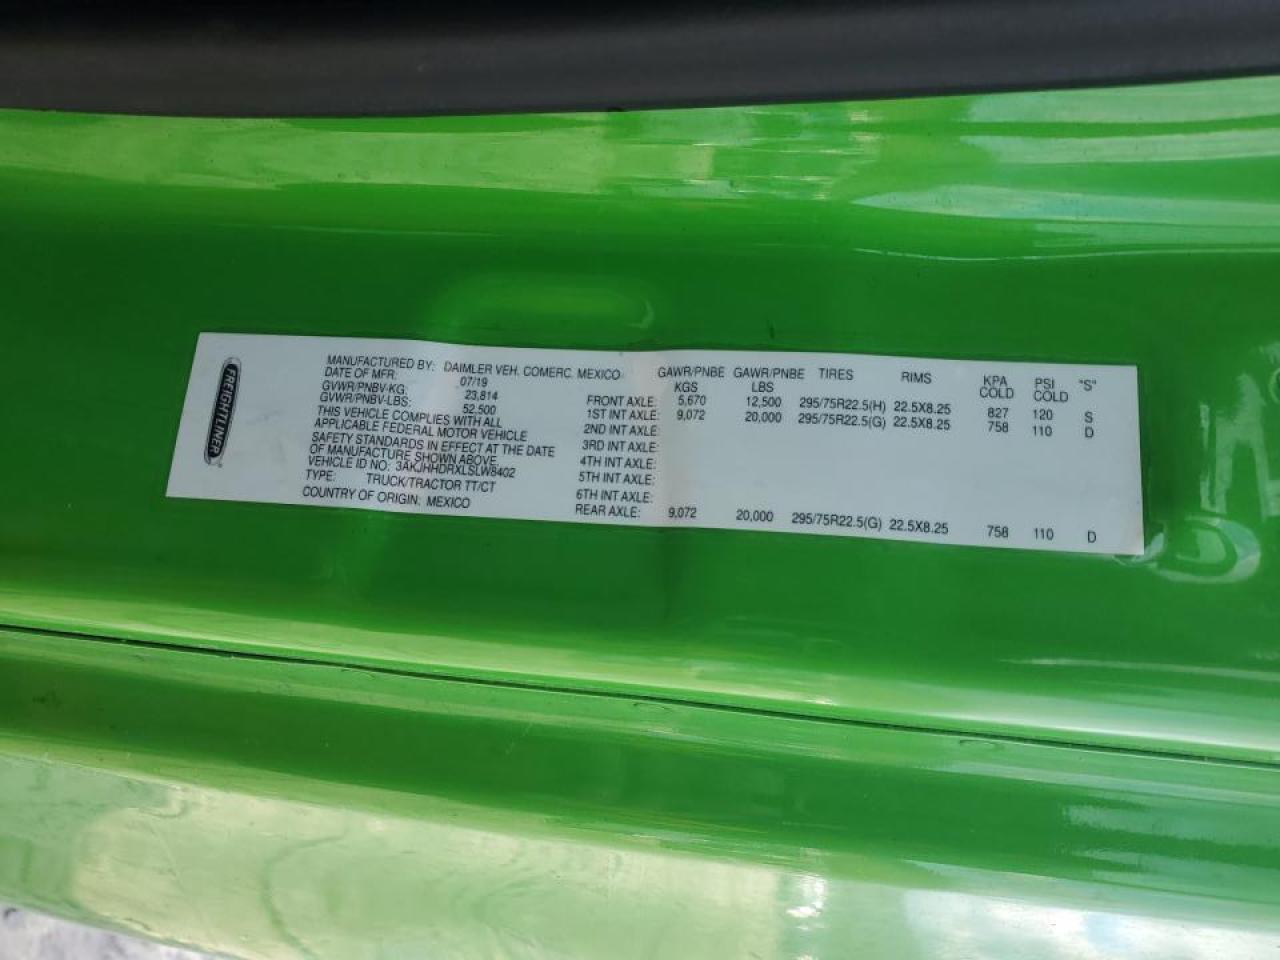 FREIGHTLINER
MANUFACTURED BY: DAIMLER VEH. COMERC. MEXICO
DATE OF MFR: 07/19
GVWR/PNBV-KG: 23,814
GVWR/PNBV-LBS: 52,500
THIS VEHICLE COMPLIES WITH ALL
APPLICABLE FEDERAL MOTOR VEHICLE
SAFETY STANDARDS IN EFFECT AT THE DATE
OF MANUFACTURE SHOWN ABOVE
VEHICLE ID NO: 3AKJHHDRXLSLW8402
TYPE: TRUCK/TRACTOR TT/CT
COUNTRY OF ORIGIN: MEXICO
GAWR/PNBE GAWR/PNBE TIRES RIMS KPA PSI "S"
KGS LBS COLD COLD
FRONT AXLE: 5,670 12,500 295/75R22.5(H) 22.5X8.25 827 120 S
1ST INT AXLE: 9,072 20,000 295/75R22.5(G) 22.5X8.25 758 110 D
2ND INT AXLE:
3RD INT AXLE:
4TH INT AXLE:
5TH INT AXLE:
6TH INT AXLE:
REAR AXLE: 9,072 20,000 295/75R22.5(G) 22.5X8.25 758 110 D